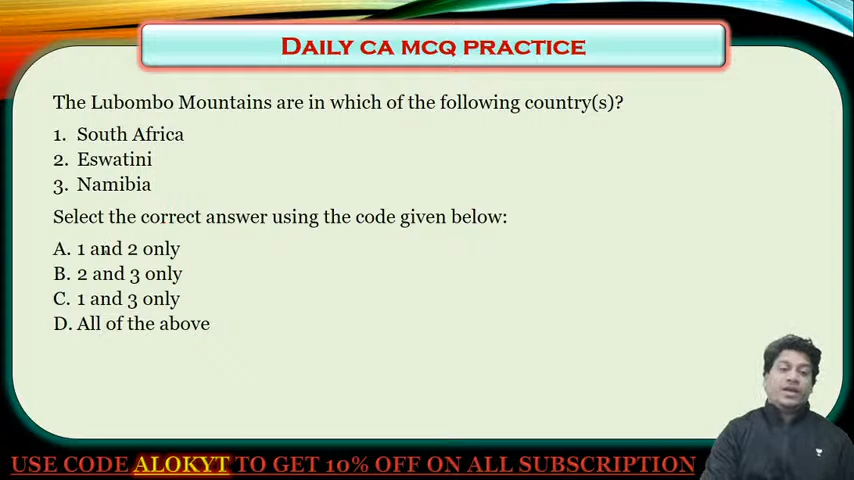 DAILY CA MCQ PRACTICE
The Lubombo Mountains are in which of the following country(s)?
1. South Africa
2. Eswatini
3. Namibia
Select the correct answer using the code given below:
A. 1 and 2 only
B. 2 and 3 only
C. 1 and 3 only
D. All of the above
USE CODE ALOKYT TO GET 10% OFF ON ALL SUBSCRIPTION